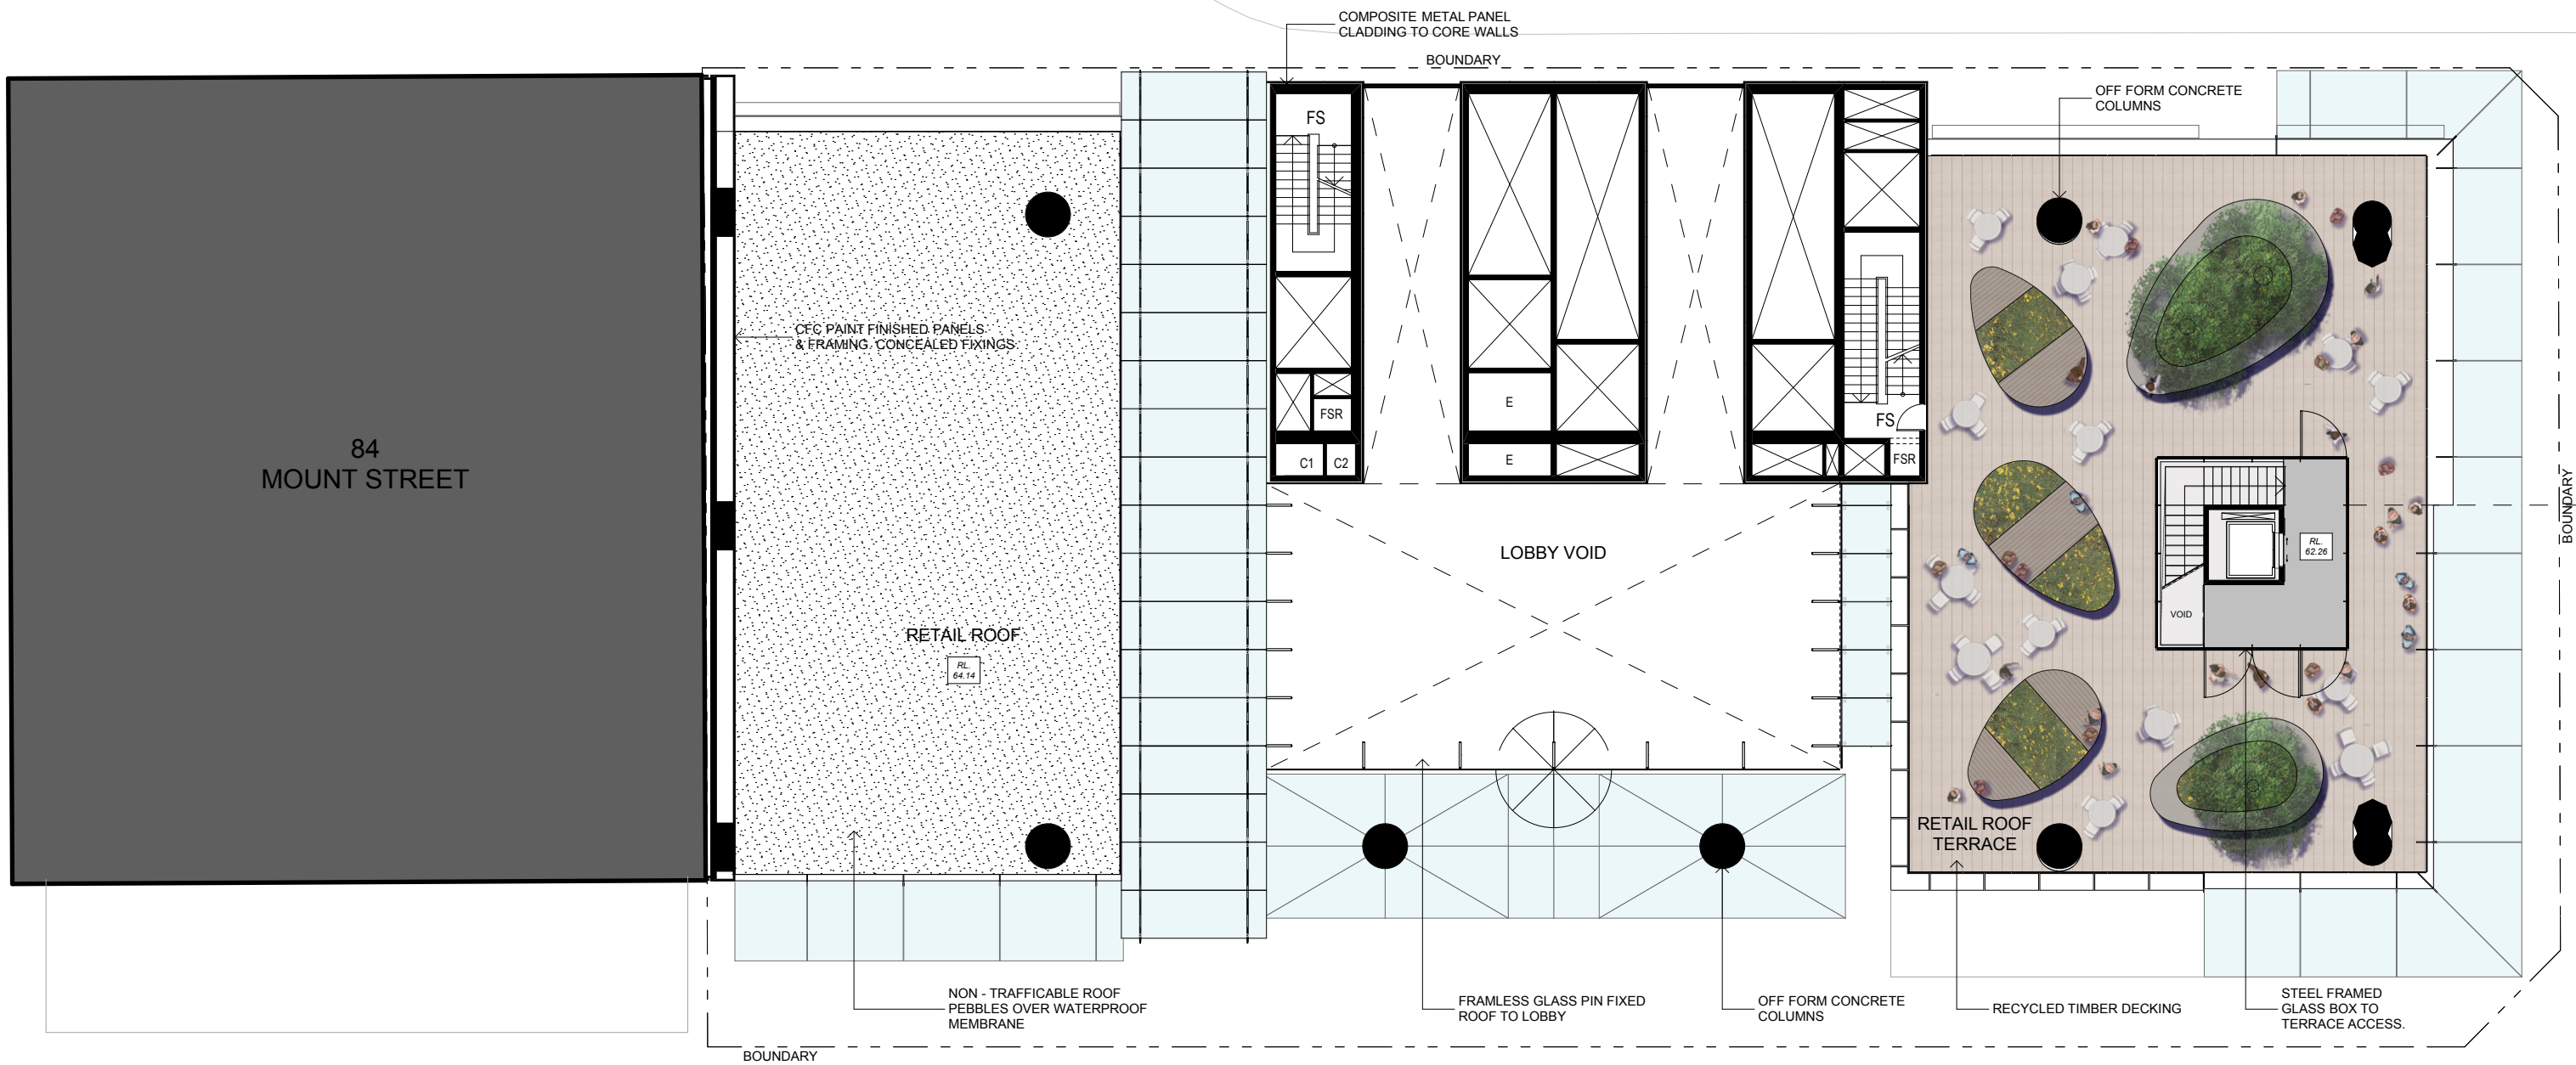 COMPOSITE METAL PANEL
CLADDING TO CORE WALLS
BOUNDARY
OFF FORM CONCRETE
COLUMNS
FS
CFC PAINT FINISHED PANELS
& FRAMING. CONCEALED FIXINGS
84
MOUNT STREET
E
FSR
FS
C1
C2
E
FSR
BOUNDARY
LOBBY VOID
RL.
62.26
VOID
RETAIL ROOF
RL.
64.14
RETAIL ROOF
TERRACE
NON - TRAFFICABLE ROOF
PEBBLES OVER WATERPROOF
MEMBRANE
FRAMLESS GLASS PIN FIXED
ROOF TO LOBBY
OFF FORM CONCRETE
COLUMNS
RECYCLED TIMBER DECKING
STEEL FRAMED
GLASS BOX TO
TERRACE ACCESS.
BOUNDARY